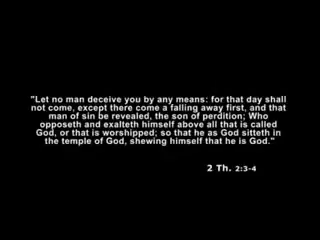 "Let no man deceive you by any means: for that day shall
not come, except there come a falling away first, and that
man of sin be revealed, the son of perdition; Who
opposeth and exalteth himself above all that is called
God, or that is worshipped; so that he as God sitteth in
the temple of God, shewing himself that he is God."
2 Th. 2:3-4